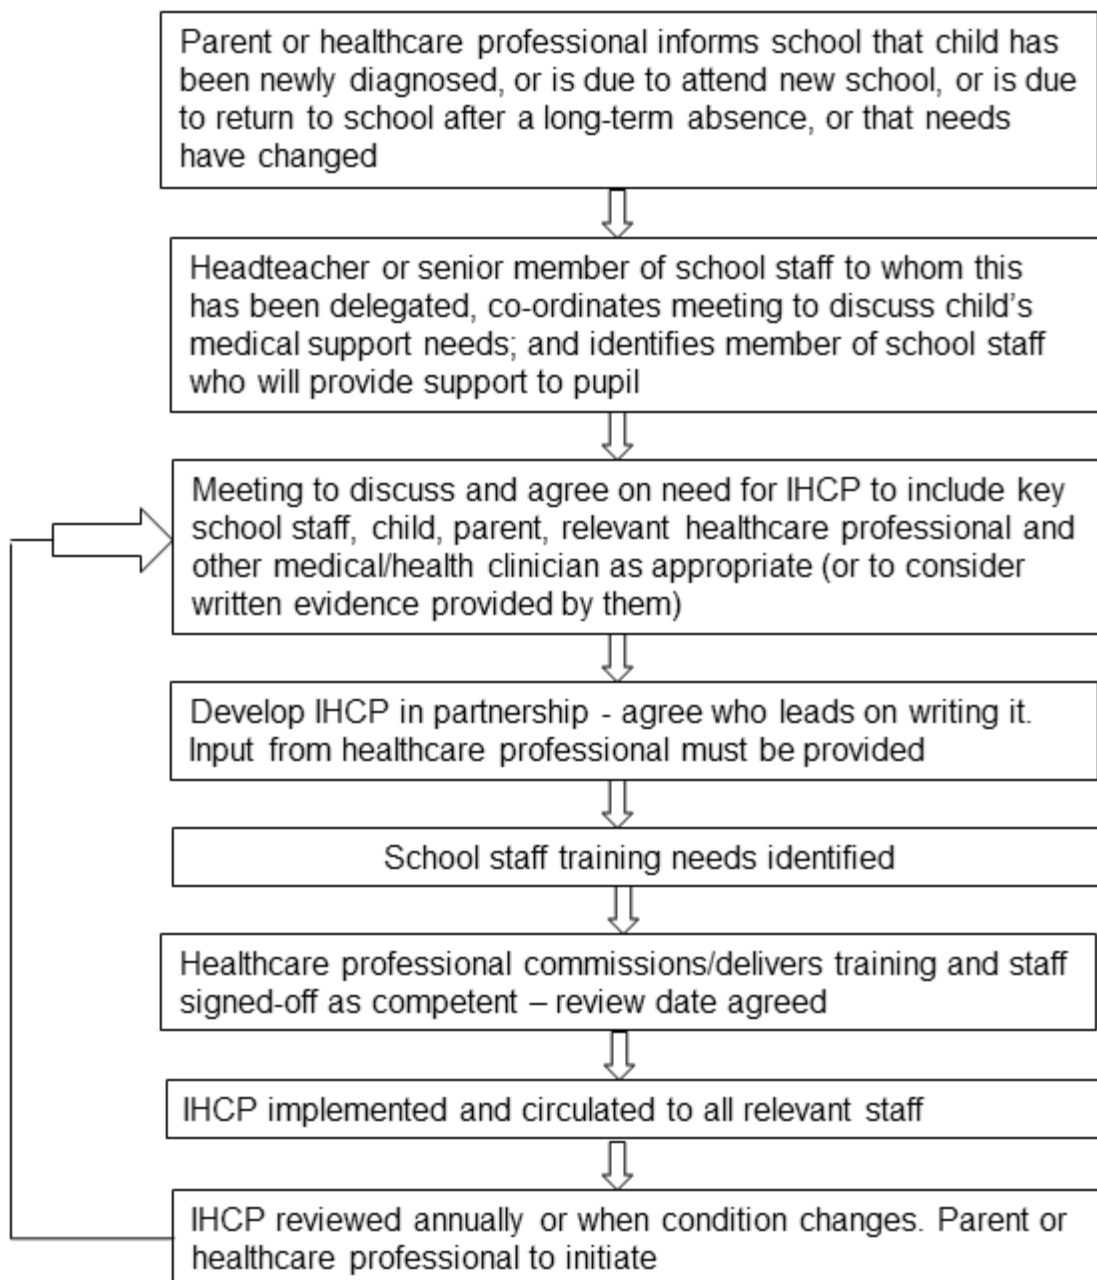 Parent or healthcare professional informs school that child has
been newly diagnosed, or is due to attend new school, or is due
to return to school after a long-term absence, or that needs
have changed
Headteacher or senior member of school staff to whom this
has been delegated, co-ordinates meeting to discuss child's
medical support needs; and identifies member of school staff
who will provide support to pupil
Meeting to discuss and agree on need for IHCP to include key
school staff, child, parent, relevant healthcare professional and
other medical/health clinician as appropriate (or to consider
written evidence provided by them)
Develop IHCP in partnership - agree who leads on writing it.
Input from healthcare professional must be provided
School staff training needs identified
Healthcare professional commissions/delivers training and staff
signed-off as competent – review date agreed
IHCP implemented and circulated to all relevant staff
IHCP reviewed annually or when condition changes. Parent or
healthcare professional to initiate